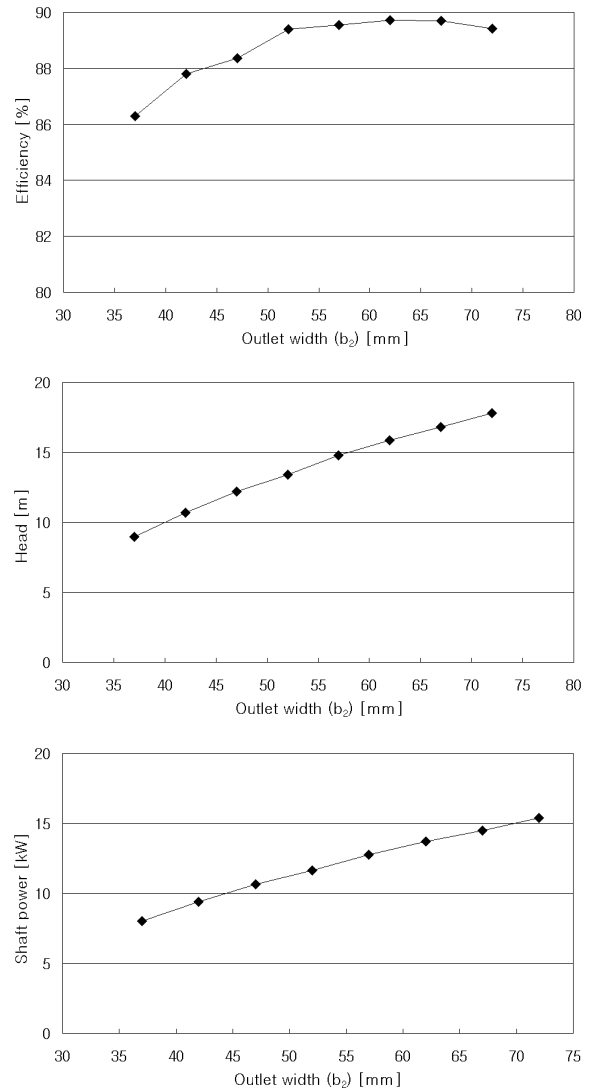 Efficiency [%]
90
88
86
84
82
80
30 35 40 45 50 55 60 65 70 75 80
Outlet width (b₂) [mm]
Head [m]
20
15
10
5
0
30 35 40 45 50 55 60 65 70 75 80
Outlet width (b₂) [mm]
Shaft power [kW]
20
15
10
5
0
30 35 40 45 50 55 60 65 70 75
Outlet width (b₂) [mm]